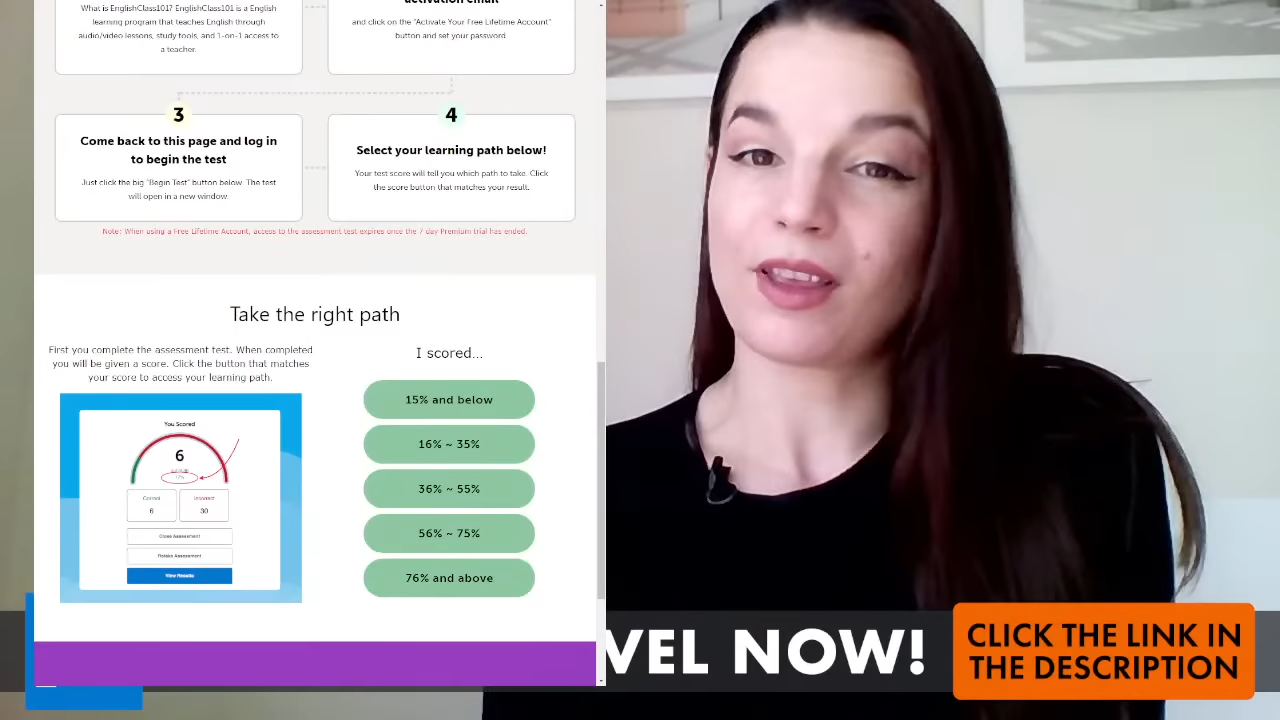 What is EnglishClass101? EnglishClass101 is a English
learning program that teaches English through
audio/video lessons, study tools, and 1-on-1 access to
a teacher.
activation email
and click on the "Activate Your Free Lifetime Account"
button and set your password.
3
Come back to this page and log in
to begin the test
Just click the big "Begin Test" button below. The test
will open in a new window.
4
Select your learning path below!
Your test score will tell you which path to take. Click
the score button that matches your result.
Note: When using a Free Lifetime Account, access to the assessment test expires once the 7 day Premium trial has ended.
Take the right path
First you complete the assessment test. When completed
you will be given a score. Click the button that matches
your score to access your learning path.
You Scored
6
17%
Correct
6
Incorrect
30
Close Assessment
Retake Assessment
View Results
I scored...
15% and below
16% ~ 35%
36% ~ 55%
56% ~ 75%
76% and above
VEL NOW!
CLICK THE LINK IN
THE DESCRIPTION